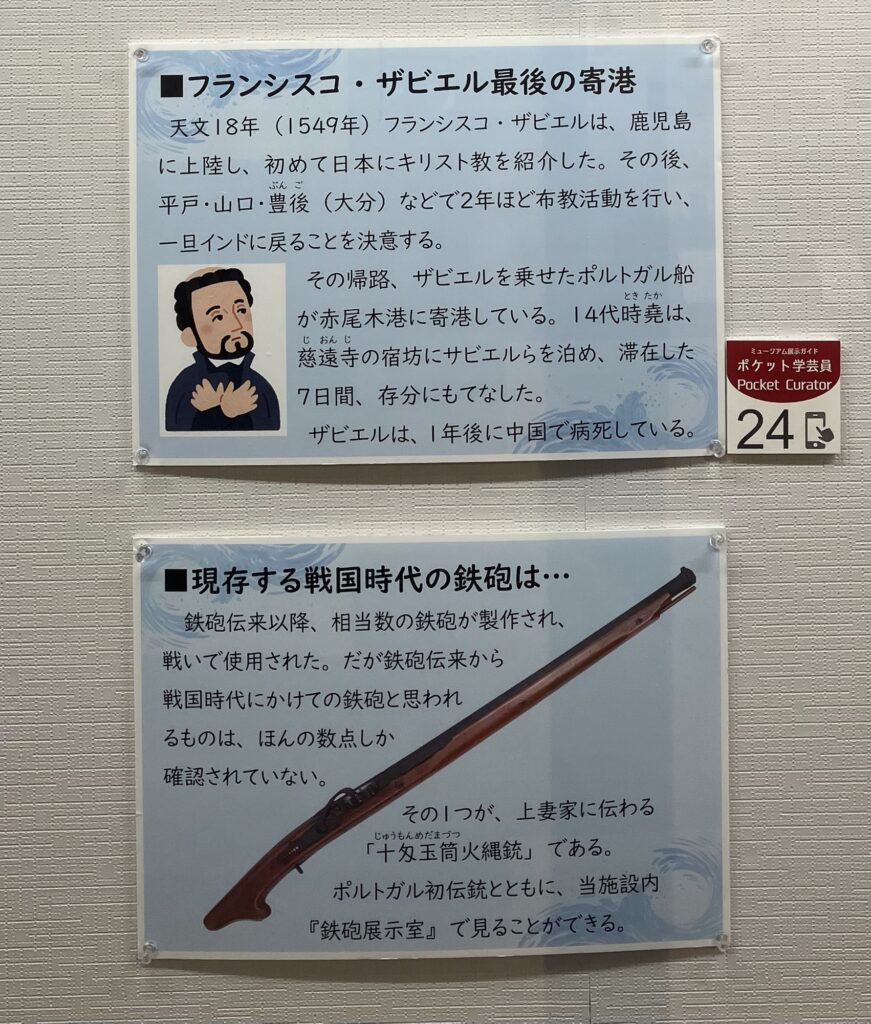 ■フランシスコ・ザビエル最後の寄港
天文18年（1549年）フランシスコ・ザビエルは、鹿児島
に上陸し、初めて日本にキリスト教を紹介した。その後、
ぶん ご
平戸・山口・豊後（大分）などで2年ほど布教活動を行い、
一旦インドに戻ることを決意する。
その帰路、ザビエルを乗せたポルトガル船
とき たか
が赤尾木港に寄港している。14代時堯は、
じ おん じ
慈遠寺の宿坊にサビエルらを泊め、滞在した
7日間、存分にもてなした。
ザビエルは、1年後に中国で病死している。
ミュージアム展示ガイド
ポケット学芸員
Pocket Curator
24
■現存する戦国時代の鉄砲は…
鉄砲伝来以降、相当数の鉄砲が製作され、
戦いで使用された。だが鉄砲伝来から
戦国時代にかけての鉄砲と思われ
るものは、ほんの数点しか
確認されていない。
その1つが、上妻家に伝わる
じゅうもんめだまづつ
「十匁玉筒火縄銃」である。
ポルトガル初伝銃とともに、当施設内
『鉄砲展示室』で見ることができる。